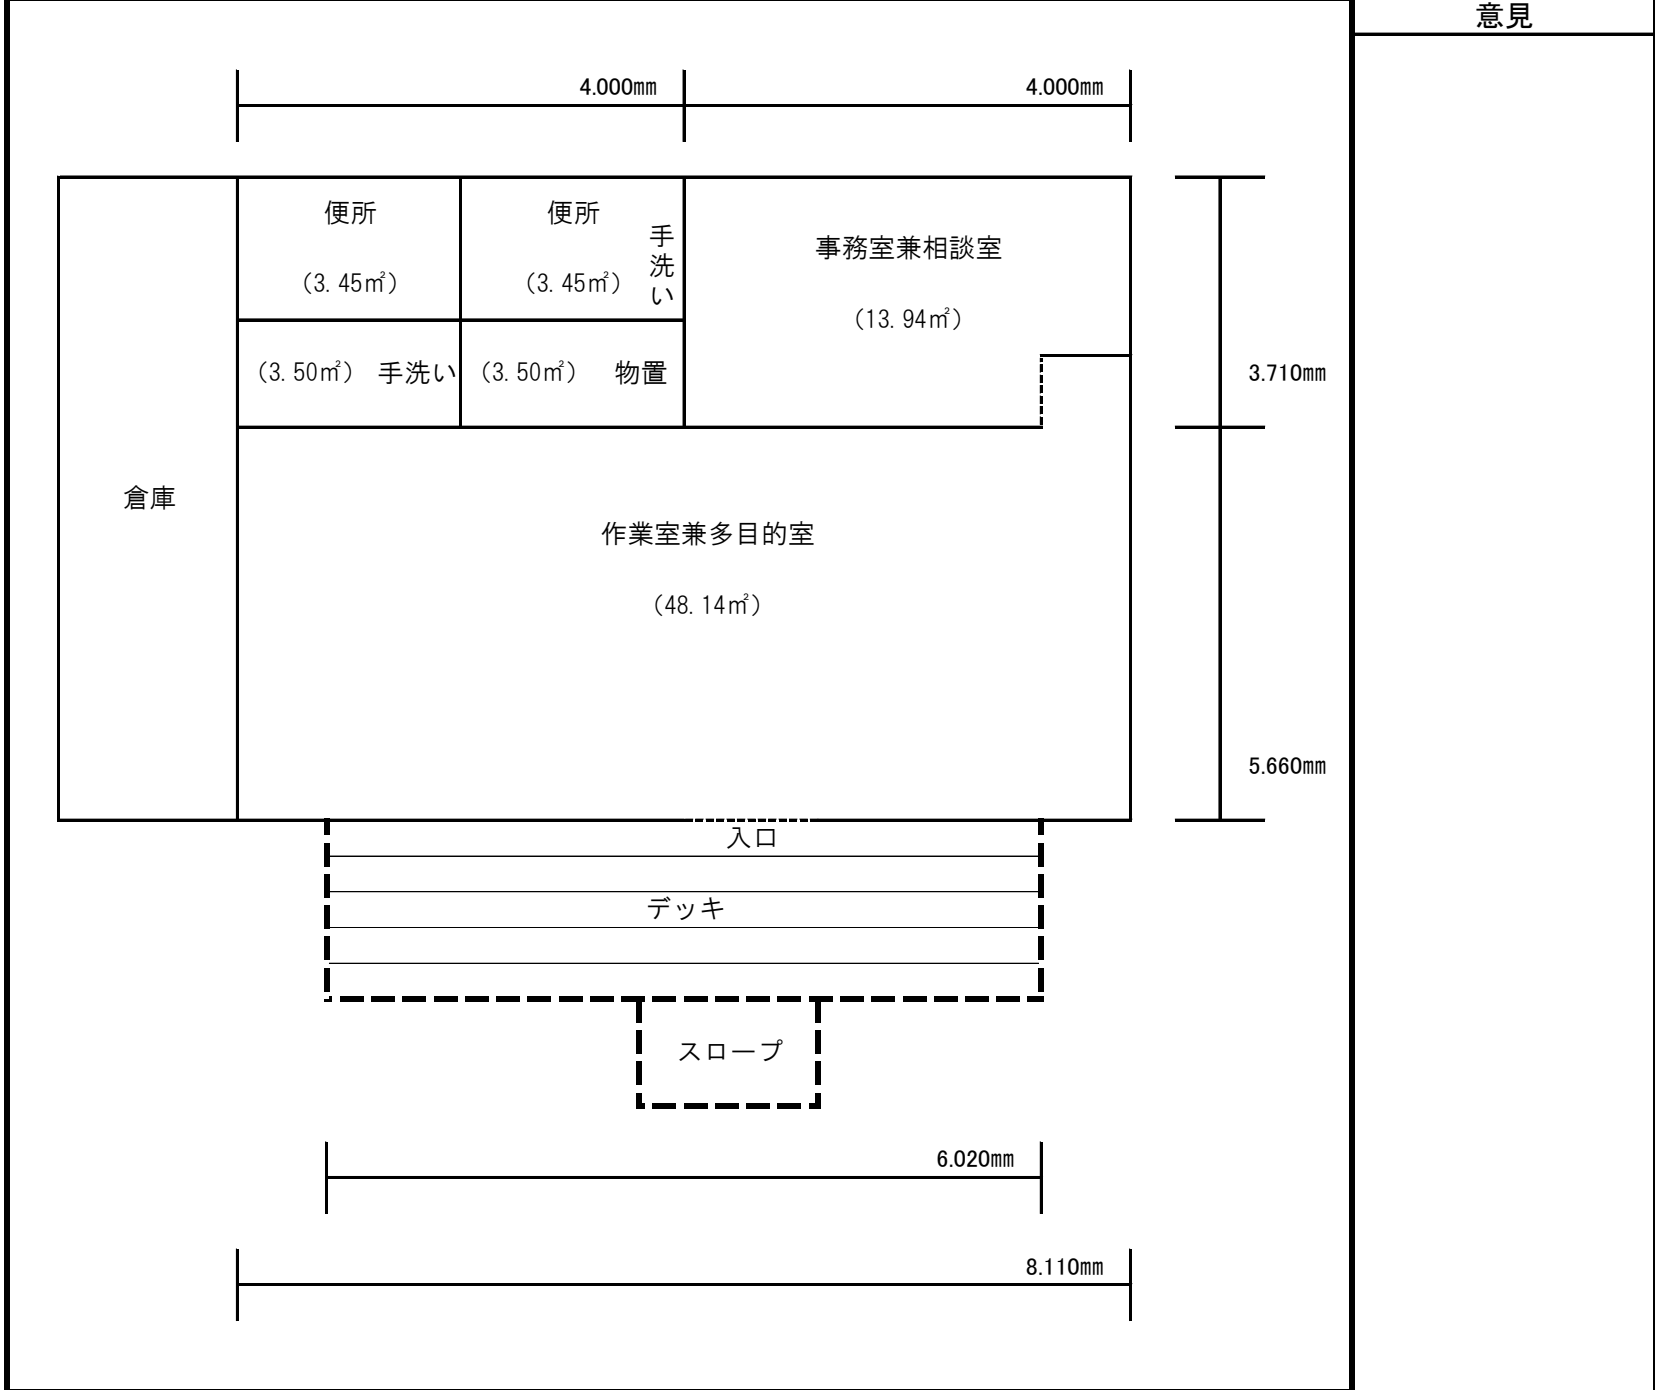 意見
4.000㎜
4.000㎜
便所
便所
手洗い
事務室兼相談室
（3.45㎡）
（3.45㎡）
（13.94㎡）
（3.50㎡） 手洗い
（3.50㎡） 物置
3.710㎜
倉庫
作業室兼多目的室
（48.14㎡）
5.660㎜
入口
デッキ
スロープ
6.020㎜
8.110㎜